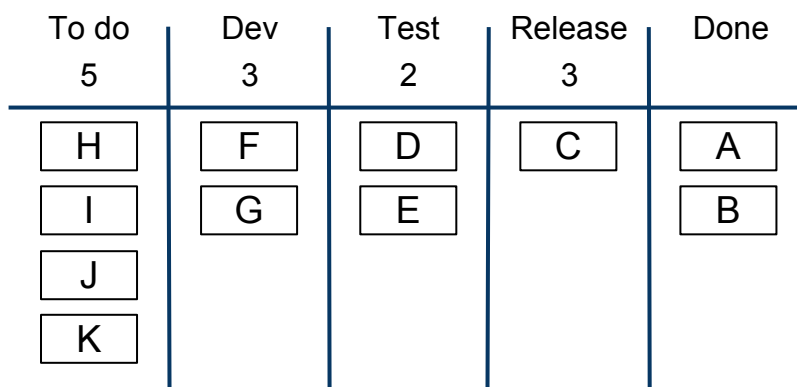 To do Dev Test Release Done
5 3 2 3
H F D C A
I G E B
J
K